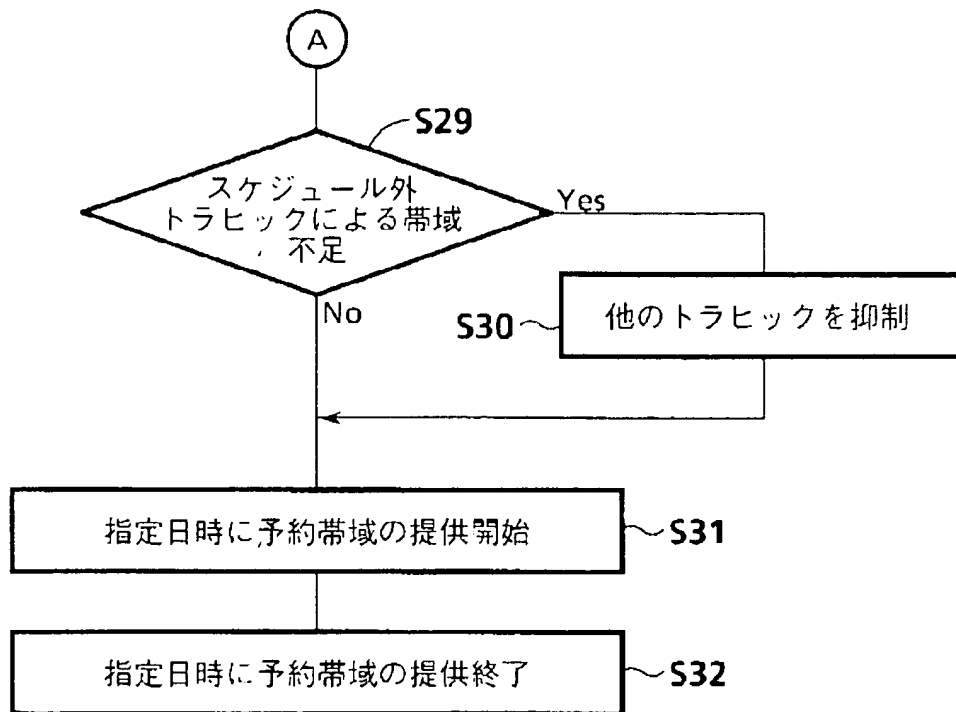 A
S29
スケジュール外
トラヒックによる帯域
不足
Yes
No
S30
他のトラヒックを抑制
指定日時に予約帯域の提供開始
S31
指定日時に予約帯域の提供終了
S32